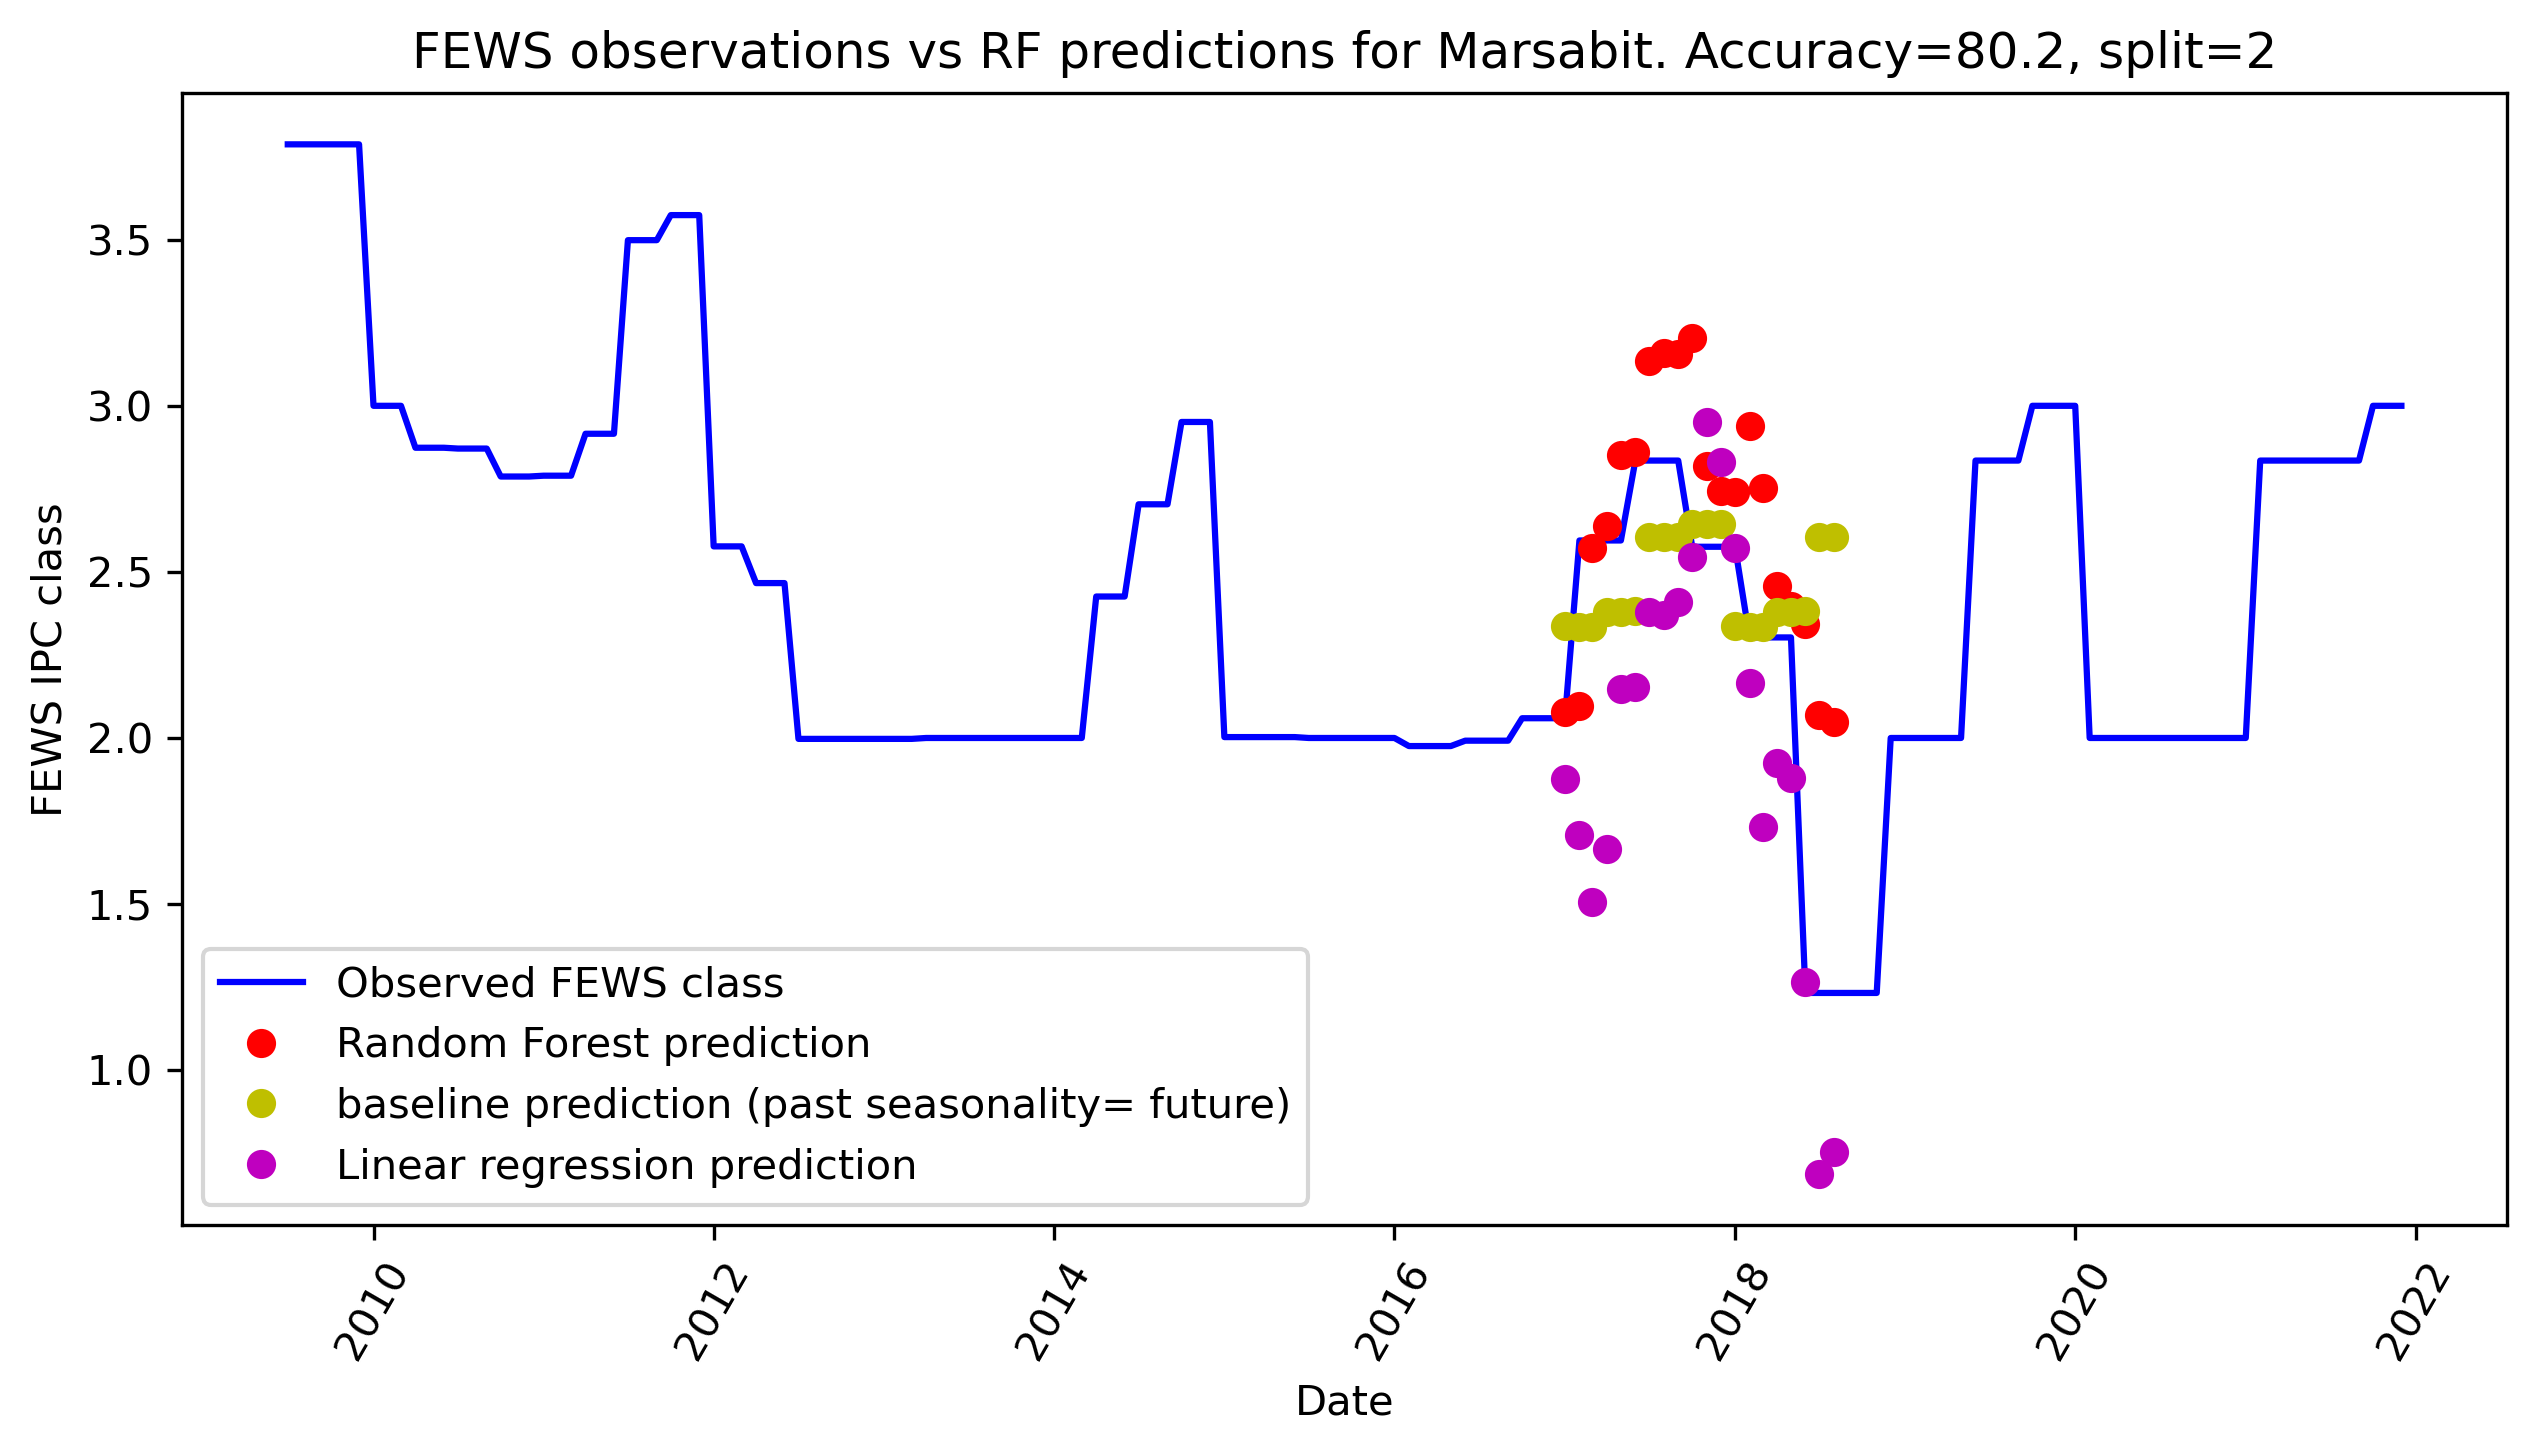 FEWS observations vs RF predictions for Marsabit. Accuracy=80.2, split=2
FEWS IPC class
3.5
3.0
2.5
2.0
1.5
1.0
Observed FEWS class
Random Forest prediction
baseline prediction (past seasonality= future)
Linear regression prediction
2010
2012
2014
2016
2018
2020
2022
Date